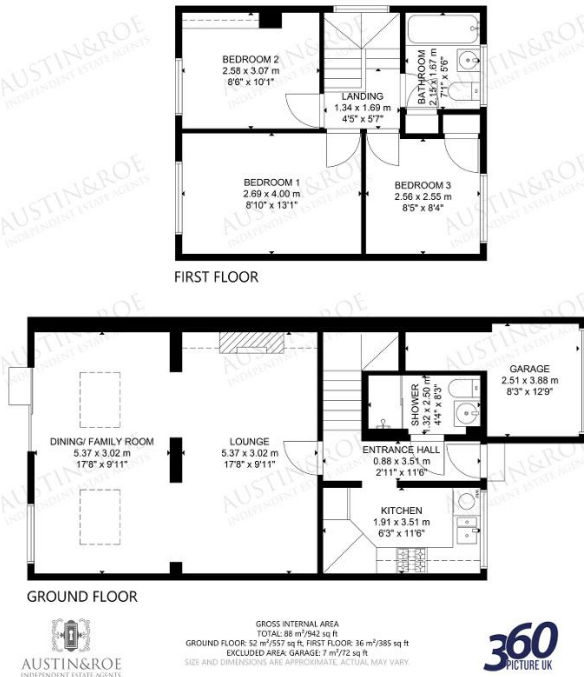 BEDROOM 2
2.58 x 3.07 m
8'6" x 10'1"
LANDING
1.34 x 1.69 m
4'5" x 5'7"
BATHROOM
2.15 x 1.67 m
7'1" x 5'6"
BEDROOM 1
2.69 x 4.00 m
8'10" x 13'1"
BEDROOM 3
2.56 x 2.55 m
8'5" x 8'4"
FIRST FLOOR
GARAGE
2.51 x 3.88 m
8'3" x 12'9"
SHOWER
1.32 x 2.50 m
4'4" x 8'3"
DINING/ FAMILY ROOM
5.37 x 3.02 m
17'8" x 9'11"
LOUNGE
5.37 x 3.02 m
17'8" x 9'11"
ENTRANCE HALL
0.88 x 3.51 m
2'11" x 11'6"
KITCHEN
1.91 x 3.51 m
6'3" x 11'6"
GROUND FLOOR
AUSTIN&ROE
INDEPENDENT ESTATE AGENTS
GROSS INTERNAL AREA
TOTAL: 88 m²/942 sq ft
GROUND FLOOR: 52 m²/557 sq ft, FIRST FLOOR: 36 m²/385 sq ft
EXCLUDED AREA: GARAGE: 7 m²/72 sq ft
SIZE AND DIMENSIONS ARE APPROXIMATE, ACTUAL MAY VARY.
360
PICTURE UK